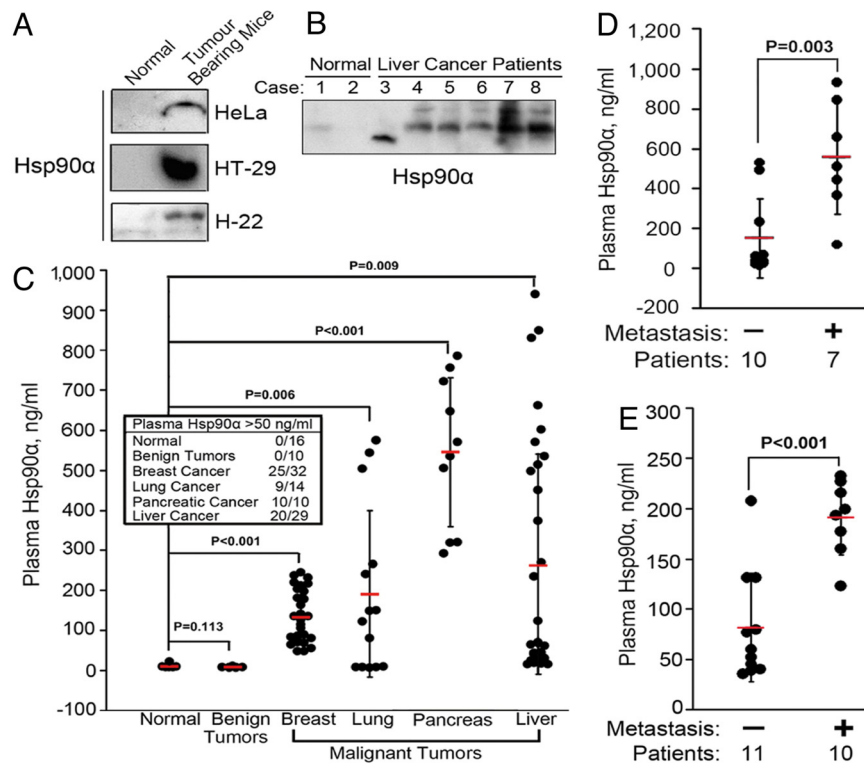 A
Normal
Tumour
Bearing Mice
Hsp90α
HeLa
HT-29
H-22
B
Normal Liver Cancer Patients
Case: 1 2 3 4 5 6 7 8
Hsp90α
C
Plasma Hsp90α, ng/ml
1,000
900
800
700
600
500
400
300
200
100
0
-100
P=0.009
P<0.001
P=0.006
P<0.001
P=0.113
Plasma Hsp90α >50 ng/ml
Normal 0/16
Benign Tumors 0/10
Breast Cancer 25/32
Lung Cancer 9/14
Pancreatic Cancer 10/10
Liver Cancer 20/29
Normal Benign Breast Lung Pancreas Liver
Tumors
Malignant Tumors
D
Plasma Hsp90α, ng/ml
1,200
1,000
800
600
400
200
0
-200
P=0.003
Metastasis: − +
Patients: 10 7
E
Plasma Hsp90α, ng/ml
300
250
200
150
100
50
0
P<0.001
Metastasis: − +
Patients: 11 10